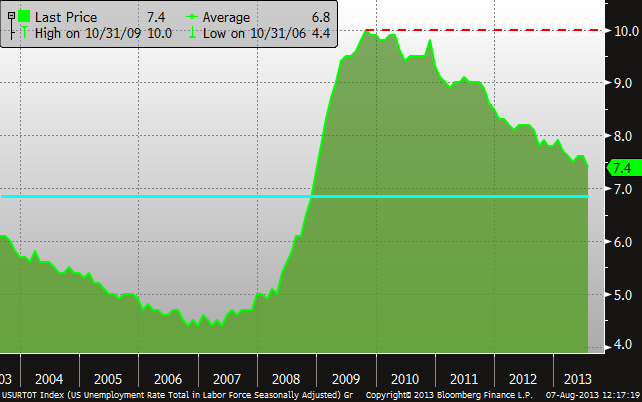 Last Price 7.4 Average 6.8
High on 10/31/09 10.0 Low on 10/31/06 4.4
10.0
9.0
8.0
7.4
7.0
6.0
5.0
4.0
03 2004 2005 2006 2007 2008 2009 2010 2011 2012 2013
USURTOT Index (US Unemployment Rate Total in Labor Force Seasonally Adjusted) Gr Copyright© 2013 Bloomberg Finance L.P. 07-Aug-2013 12:17:19